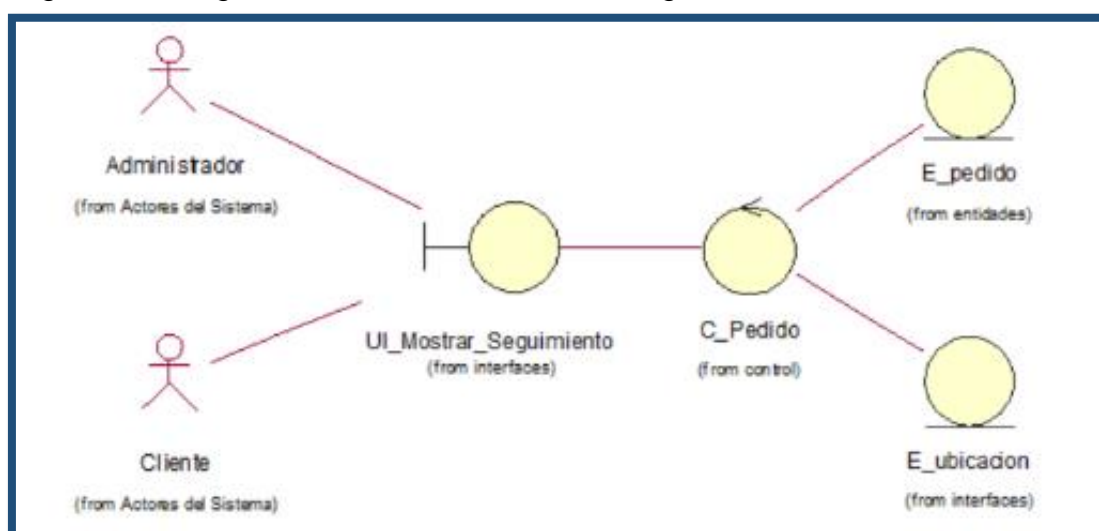 Administrador
(from Actores del Sistema)
E_pedido
(from entidades)
UI_Mostrar_Seguimiento
(from interfaces)
C_Pedido
(from control)
Cliente
(from Actores del Sistema)
E_ubicacion
(from interfaces)